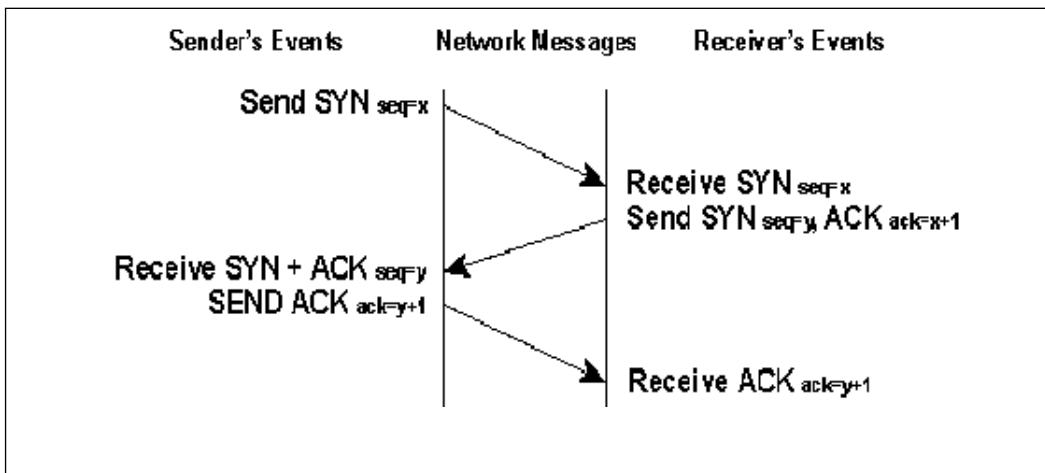 Sender's Events Network Messages Receiver's Events
Send SYN seq=x
Receive SYN seq=x
Send SYN seq=y, ACK ack=x+1
Receive SYN + ACK seq=y
SEND ACK ack=y+1
Receive ACK ack=y+1